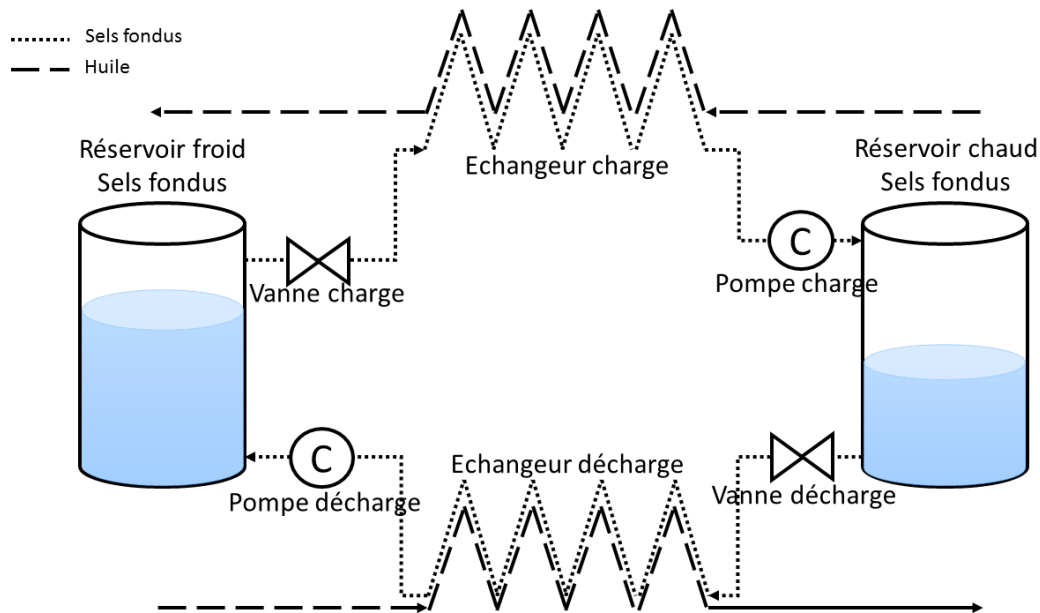 Sels fondus
Huile
Réservoir froid
Sels fondus
Echangeur charge
Réservoir chaud
Sels fondus
C
Vanne charge
Pompe charge
C
Echangeur décharge
Pompe décharge
Vanne décharge